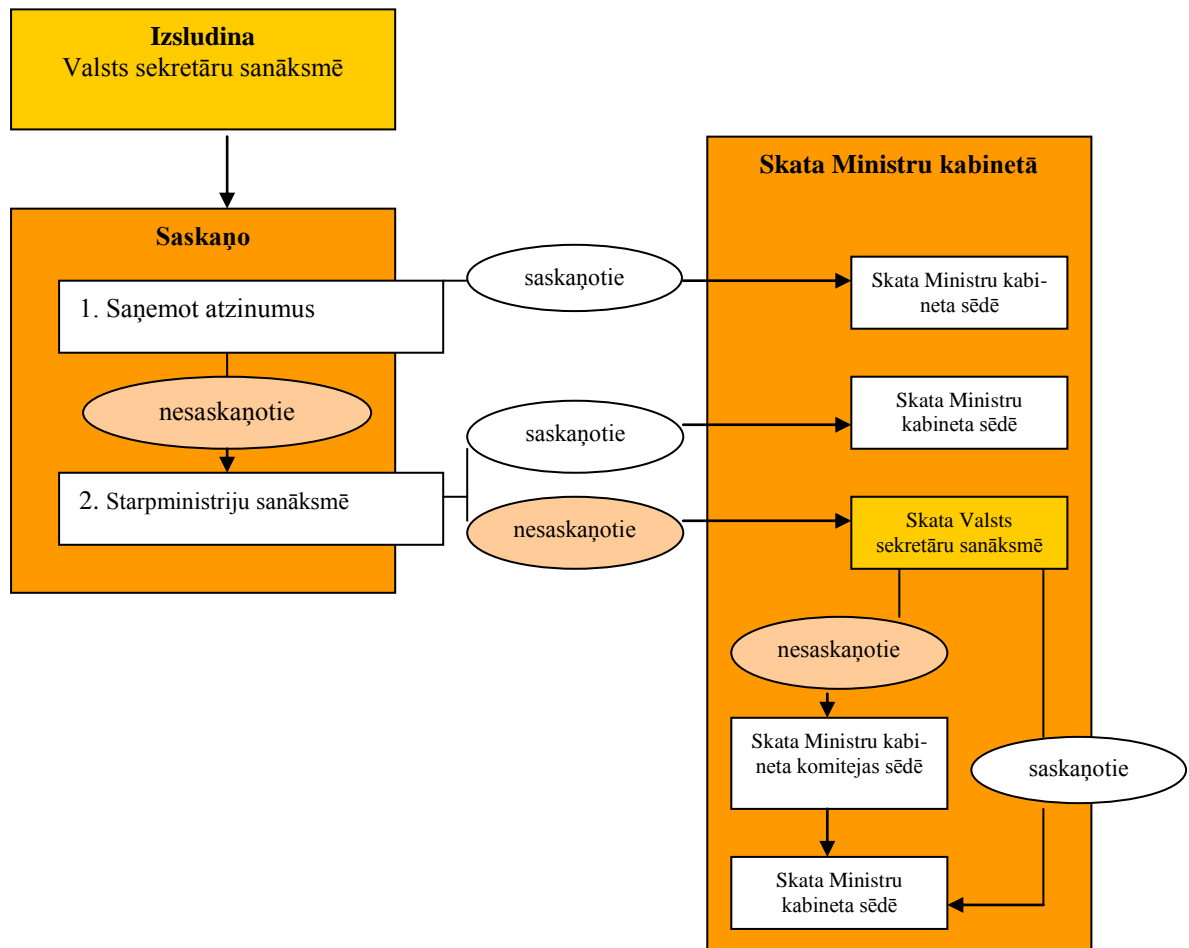 Izsludina
Valsts sekretāru sanāksmē
Saskaņo
1. Saņemot atzinumus
nesaskaņotie
2. Starpministriju sanāksmē
saskaņotie
saskaņotie
nesaskaņotie
Skata Ministru kabinetā
Skata Ministru kabi-
neta sēdē
Skata Ministru
kabineta sēdē
Skata Valsts
sekretāru sanāksmē
nesaskaņotie
Skata Ministru kabi-
neta komitejas sēdē
saskaņotie
Skata Ministru
kabineta sēdē